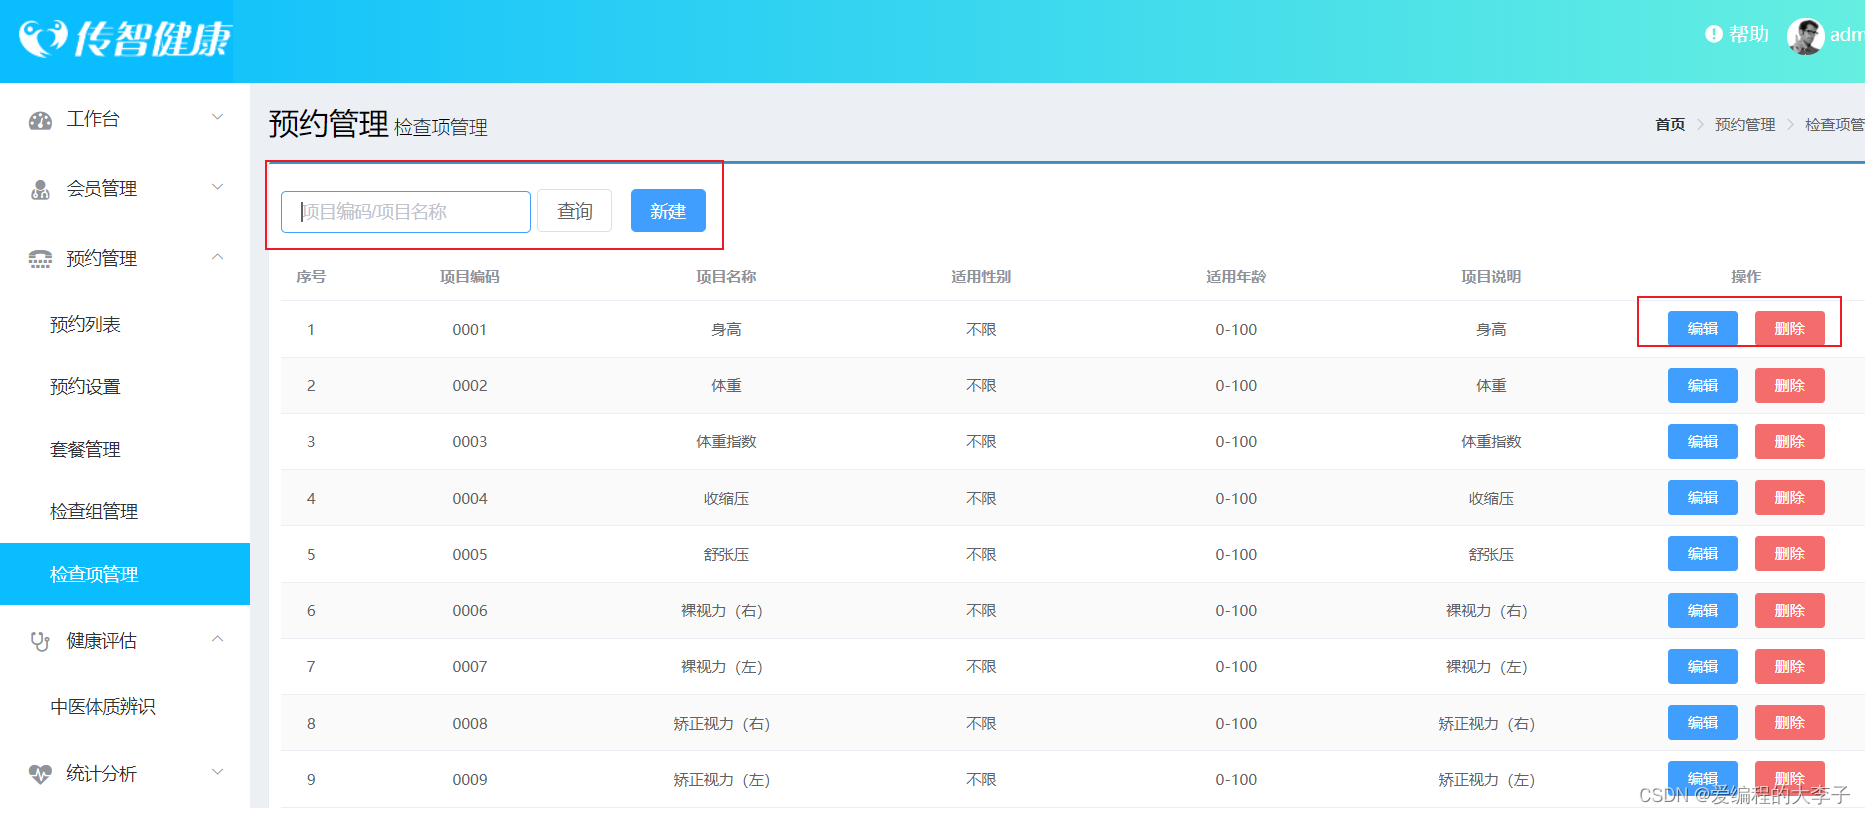 传智健康
帮助
adm
工作台
会员管理
预约管理
预约列表
预约设置
套餐管理
检查组管理
检查项管理
健康评估
中医体质辨识
统计分析
预约管理 检查项管理
首页 > 预约管理 > 检查项管
项目编码/项目名称 查询 新建
序号 项目编码 项目名称 适用性别 适用年龄 项目说明 操作
1 0001 身高 不限 0-100 身高 编辑 删除
2 0002 体重 不限 0-100 体重 编辑 删除
3 0003 体重指数 不限 0-100 体重指数 编辑 删除
4 0004 收缩压 不限 0-100 收缩压 编辑 删除
5 0005 舒张压 不限 0-100 舒张压 编辑 删除
6 0006 裸视力（右） 不限 0-100 裸视力（右） 编辑 删除
7 0007 裸视力（左） 不限 0-100 裸视力（左） 编辑 删除
8 0008 矫正视力（右） 不限 0-100 矫正视力（右） 编辑 删除
9 0009 矫正视力（左） 不限 0-100 矫正视力（左） 编辑 删除
CSDN @爱编程的大李子